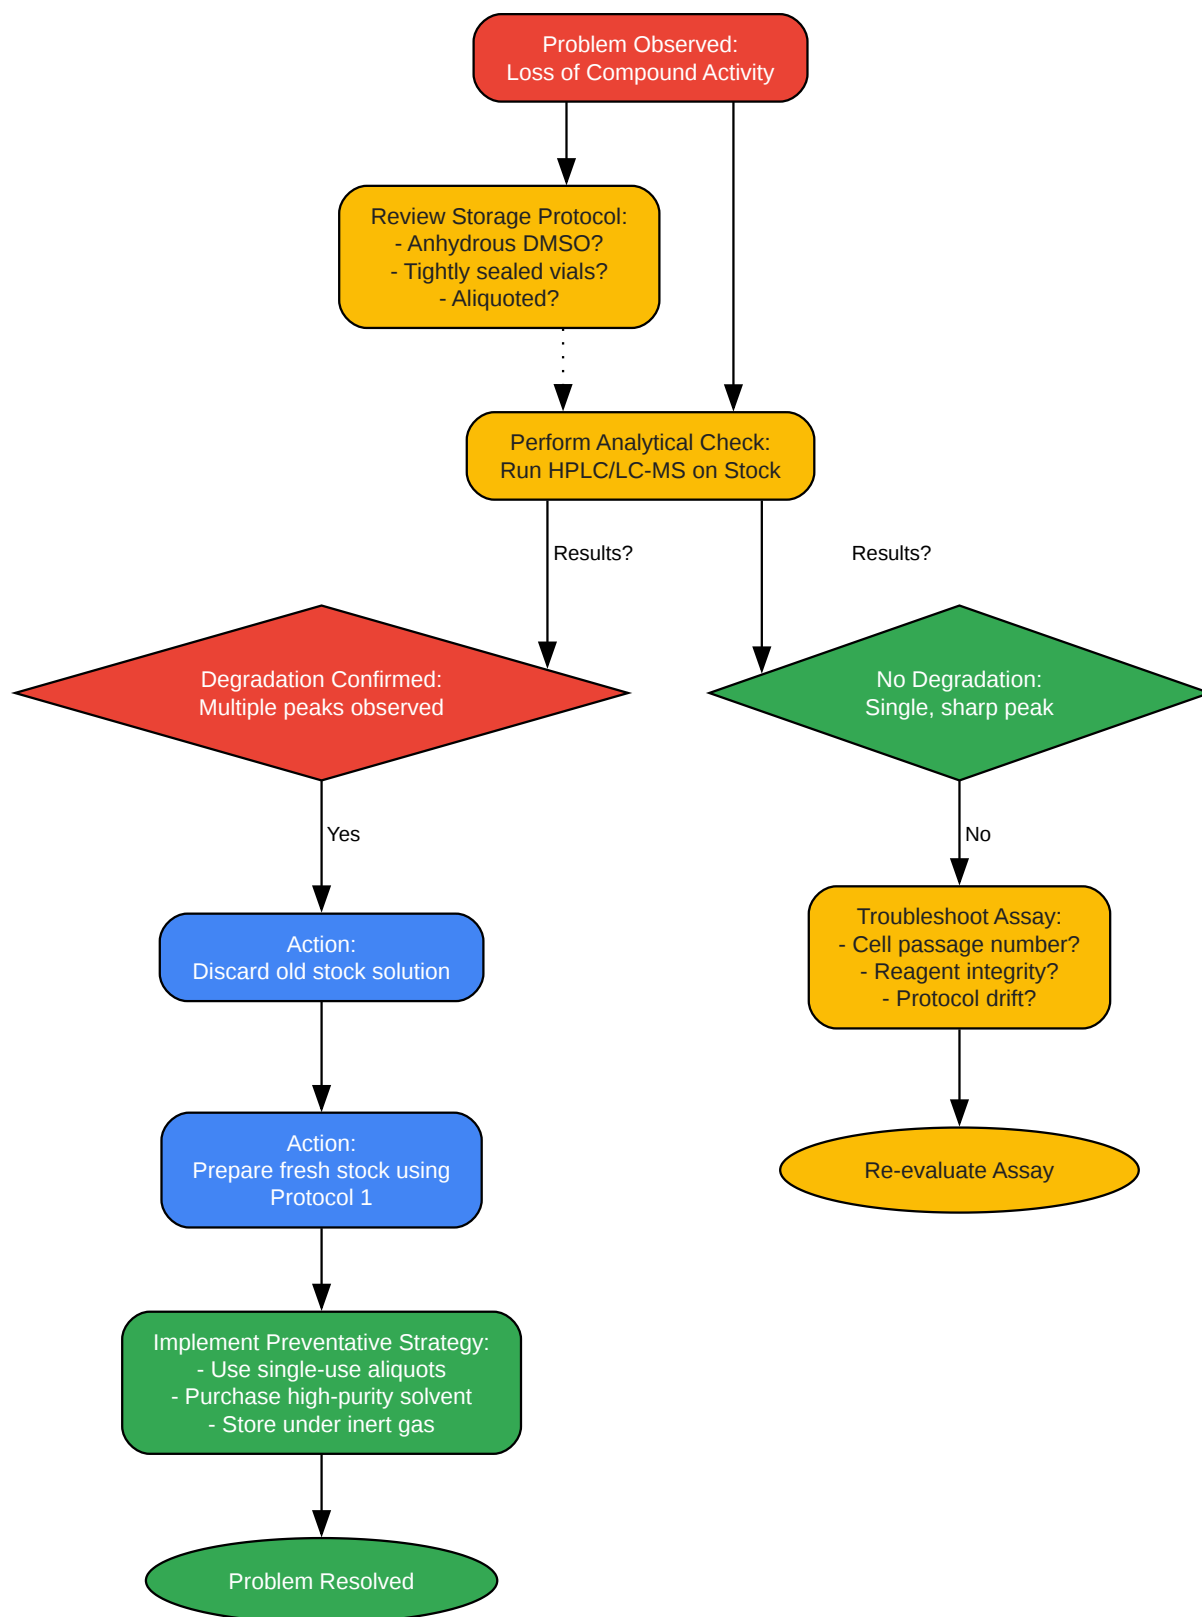 Problem Observed:
Loss of Compound Activity
Review Storage Protocol:
- Anhydrous DMSO?
- Tightly sealed vials?
- Aliquoted?
Perform Analytical Check:
Run HPLC/LC-MS on Stock
Results?
Results?
Degradation Confirmed:
Multiple peaks observed
No Degradation:
Single, sharp peak
Yes
No
Action:
Discard old stock solution
Troubleshoot Assay:
- Cell passage number?
- Reagent integrity?
- Protocol drift?
Action:
Prepare fresh stock using
Protocol 1
Re-evaluate Assay
Implement Preventative Strategy:
- Use single-use aliquots
- Purchase high-purity solvent
- Store under inert gas
Problem Resolved